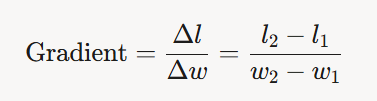 Gradient = Δl / Δw = (l₂ − l₁) / (w₂ − w₁)